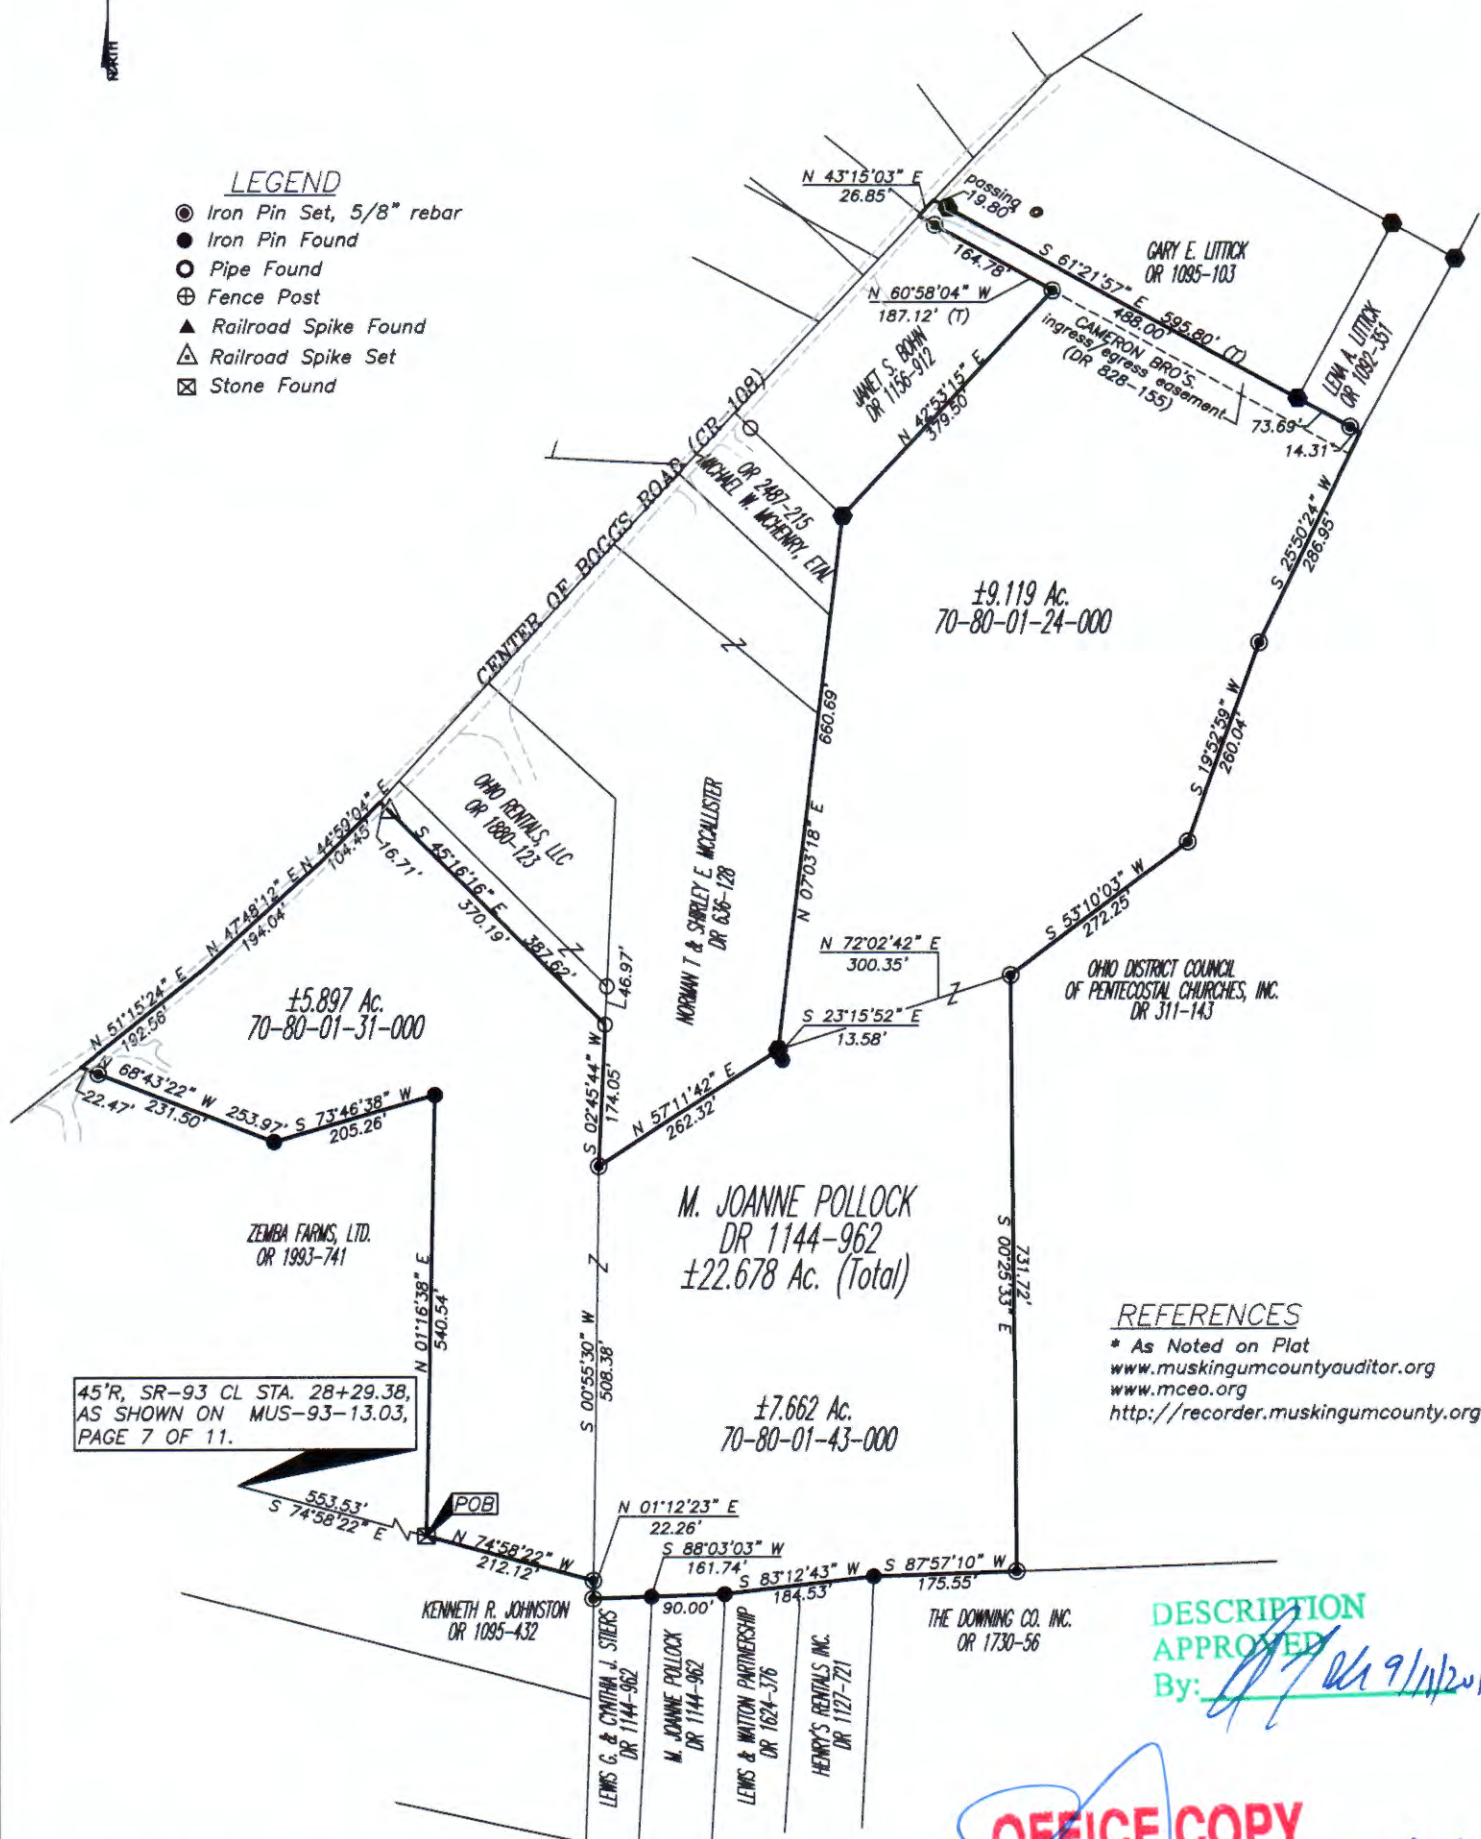 NORTH
LEGEND
Iron Pin Set, 5/8" rebar
Iron Pin Found
Pipe Found
Fence Post
Railroad Spike Found
Railroad Spike Set
Stone Found
N 43°15'03" E
26.85'
passing
19.80'
164.78'
N 60°58'04" W
187.12' (T)
S 61°21'57" E 595.80' (T)
488.00'
GARY E. LITTICK
OR 1095-103
CAMERON BRO'S.
ingress egress easement
(DR 828-155)
LENA A. LITTICK
OR 1092-351
73.69'
14.31'
JANET S. BOHN
DR 1156-912
N 42°53'15" E
379.50'
CENTER OF BOGGS ROAD (CR-108)
OR 2487-215
MICHAEL W. MCHENRY, ETAL
±9.119 Ac.
70-80-01-24-000
S 25°50'24" W
286.95'
S 19°52'59" W
260.04'
660.69'
N 07°03'18" E
OHIO RENTALS, LLC
OR 1880-123
NORMAN T & SHIRLEY E. MCCALLISTER
DR 636-128
N 44°59'04" E
104.45'
16.71'
S 45°16'16" E
370.19'
387.62'
46.97'
N 47°48'12" E
194.04'
N 51°15'24" E
192.56'
±5.897 Ac.
70-80-01-31-000
N 72°02'42" E
300.35'
S 53°10'03" W
272.25'
OHIO DISTRICT COUNCIL
OF PENTECOSTAL CHURCHES, INC.
DR 311-143
S 23°15'52" E
13.58'
S 02°45'44" W
174.05'
N 57°11'42" E
262.32'
68°43'22" W 253.97'
22.47'
231.50'
S 73°46'38" W
205.26'
M. JOANNE POLLOCK
DR 1144-962
±22.678 Ac. (Total)
ZEMBA FARMS, LTD.
OR 1993-741
N 01°16'38" E
540.54'
S 00°55'30" W
508.38'
S 00°25'33" E
731.72'
REFERENCES
* As Noted on Plat
www.muskingumcountyauditor.org
www.mceo.org
http://recorder.muskingumcounty.org
45'R, SR-93 CL STA. 28+29.38,
AS SHOWN ON MUS-93-13.03,
PAGE 7 OF 11.
±7.662 Ac.
70-80-01-43-000
553.53'
S 74°58'22" E
POB
N 74°58'22" W
212.12'
N 01°12'23" E
22.26'
S 88°03'03" W
161.74'
90.00'
S 83°12'43" W
184.53'
S 87°57'10" W
175.55'
KENNETH R. JOHNSTON
OR 1095-432
LEWIS G. & CYNTHIA J. STIERS
DR 1144-962
M. JOANNE POLLOCK
DR 1144-962
LEWIS & WATTON PARTNERSHIP
DR 1624-376
HENRY'S RENTALS INC.
DR 1127-721
THE DOWNING CO. INC.
OR 1730-56
DESCRIPTION
APPROVED
By: 9/11/201
OFFICE COPY